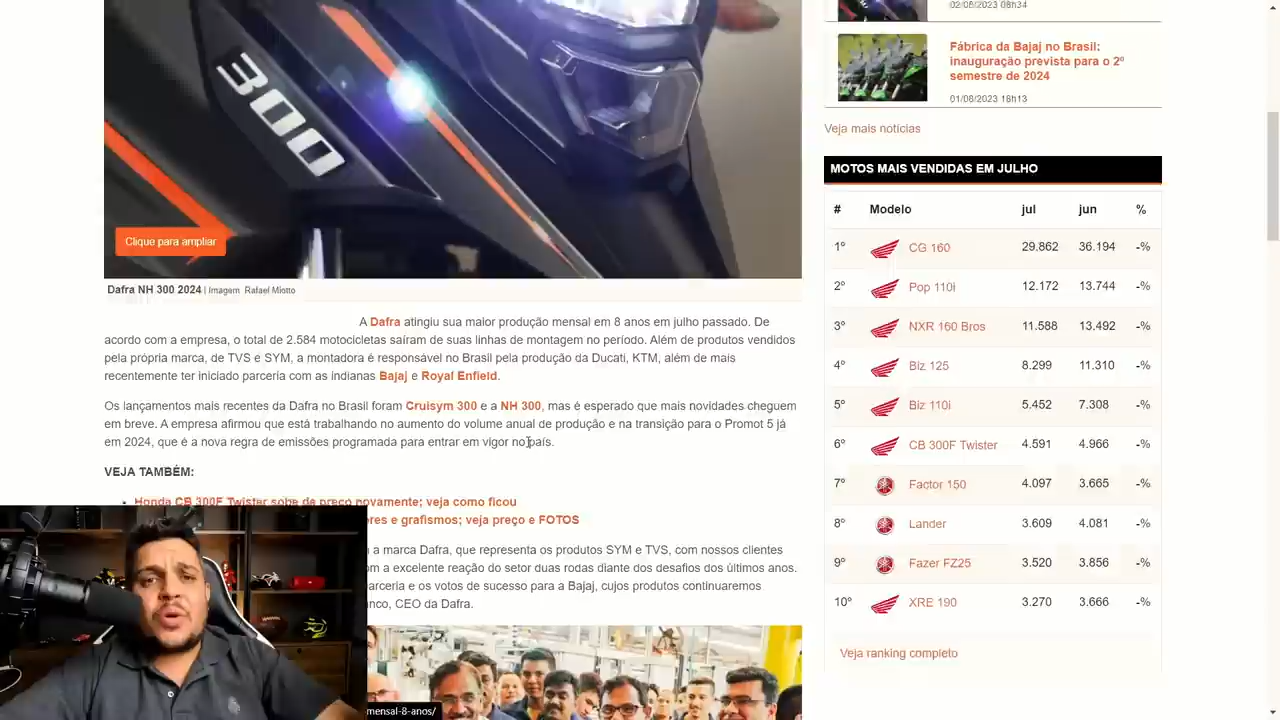 300
Clique para ampliar
Dafra NH 300 2024 | Imagem Rafael Miotto
A Dafra atingiu sua maior produção mensal em 8 anos em julho passado. De
acordo com a empresa, o total de 2.584 motocicletas saíram de suas linhas de montagem no período. Além de produtos vendidos
pela própria marca, de TVS e SYM, a montadora é responsável no Brasil pela produção da Ducati, KTM, além de mais
recentemente ter iniciado parceria com as indianas Bajaj e Royal Enfield.
Os lançamentos mais recentes da Dafra no Brasil foram Cruisym 300 e a NH 300, mas é esperado que mais novidades cheguem
em breve. A empresa afirmou que está trabalhando no aumento do volume anual de produção e na transição para o Promot 5 já
em 2024, que é a nova regra de emissões programada para entrar em vigor no país.
VEJA TAMBÉM:
Honda CB 300F Twister sobe de preço novamente; veja como ficou
ores e grafismos; veja preço e FOTOS
a marca Dafra, que representa os produtos SYM e TVS, com nossos clientes
m a excelente reação do setor duas rodas diante dos desafios dos últimos anos.
arceria e os votos de sucesso para a Bajaj, cujos produtos continuaremos
anco, CEO da Dafra.
mensal-8-anos/
02/08/2023 08h34
Fábrica da Bajaj no Brasil:
inauguração prevista para o 2º
semestre de 2024
01/08/2023 18h13
Veja mais notícias
MOTOS MAIS VENDIDAS EM JULHO
# Modelo jul jun %
1º CG 160 29.862 36.194 -%
2º Pop 110i 12.172 13.744 -%
3º NXR 160 Bros 11.588 13.492 -%
4º Biz 125 8.299 11.310 -%
5º Biz 110i 5.452 7.308 -%
6º CB 300F Twister 4.591 4.966 -%
7º Factor 150 4.097 3.665 -%
8º Lander 3.609 4.081 -%
9º Fazer FZ25 3.520 3.856 -%
10º XRE 190 3.270 3.666 -%
Veja ranking completo